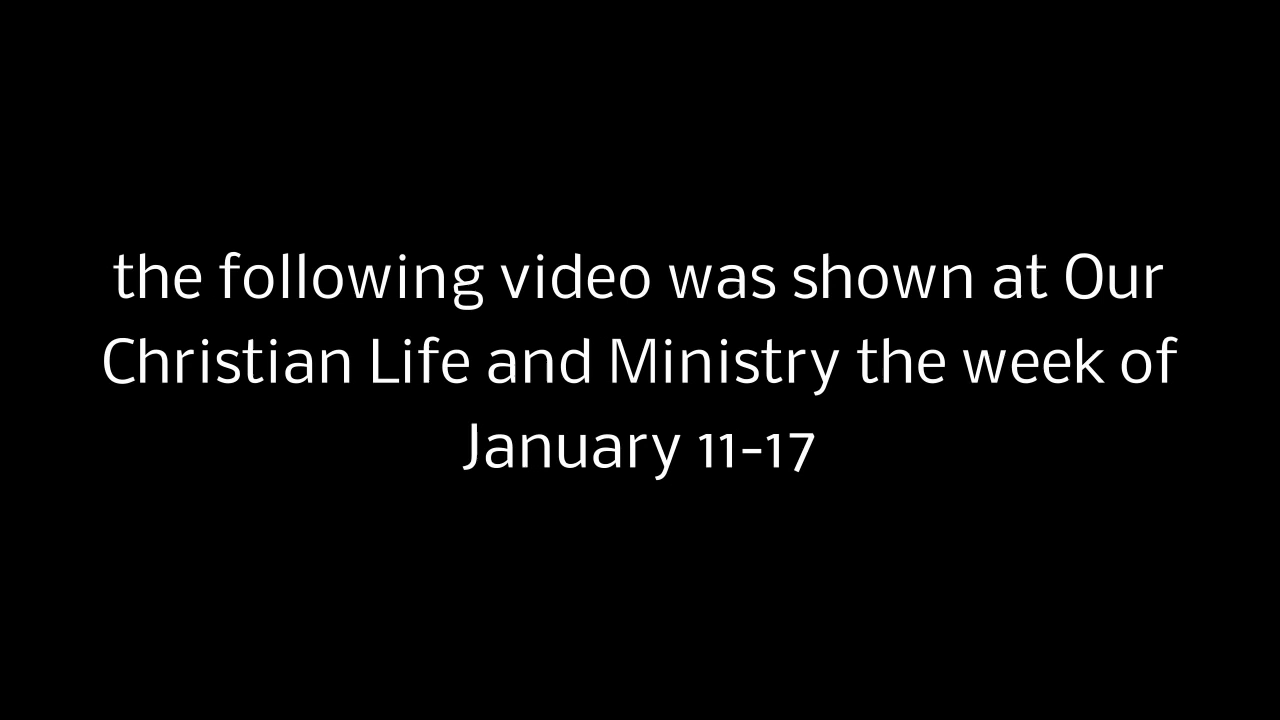 the following video was shown at Our
Christian Life and Ministry the week of
January 11-17